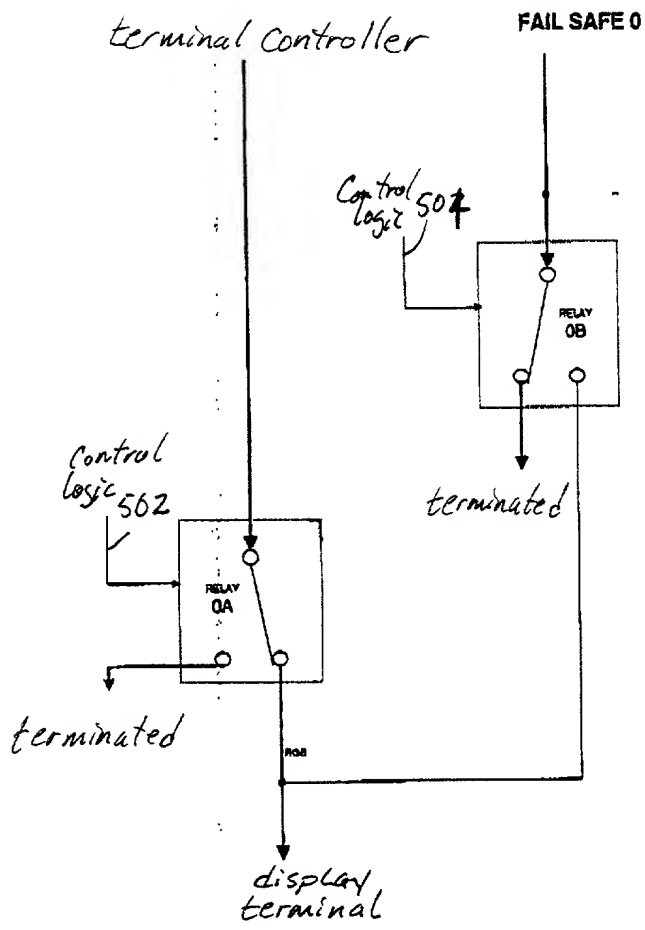 terminal controller
FAIL SAFE 0
Control
logic 504
RELAY
0B
terminated
Control
logic 502
RELAY
0A
terminated
RGB
display
terminal